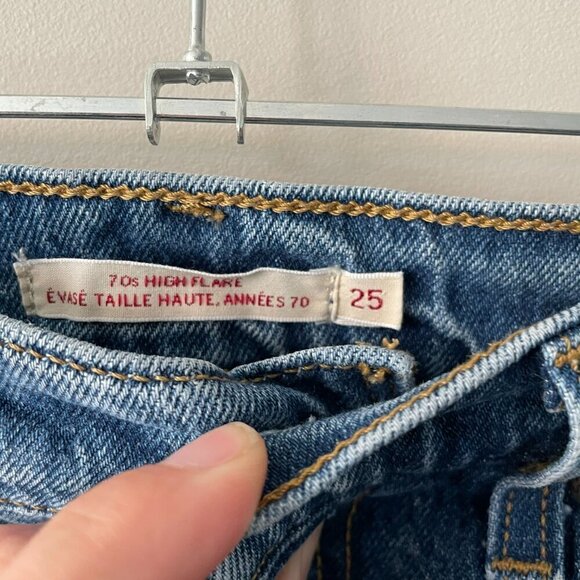 70s HIGH FLARE
ÉVASÉ TAILLE HAUTE, ANNÉES 70
25